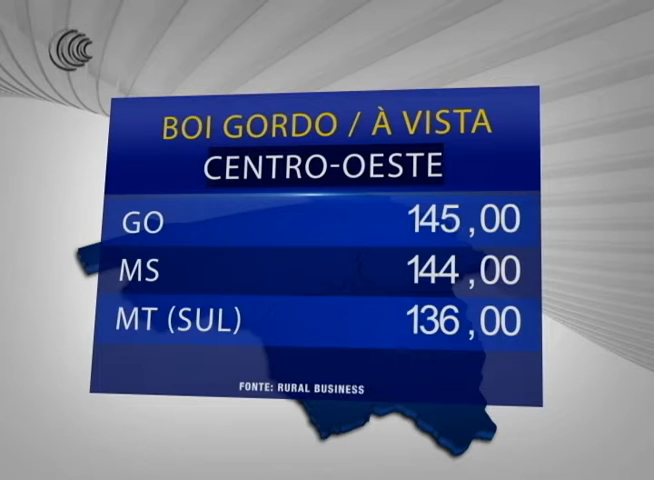 BOI GORDO / À VISTA
CENTRO-OESTE
GO 145,00
MS 144,00
MT (SUL) 136,00
FONTE: RURAL BUSINESS